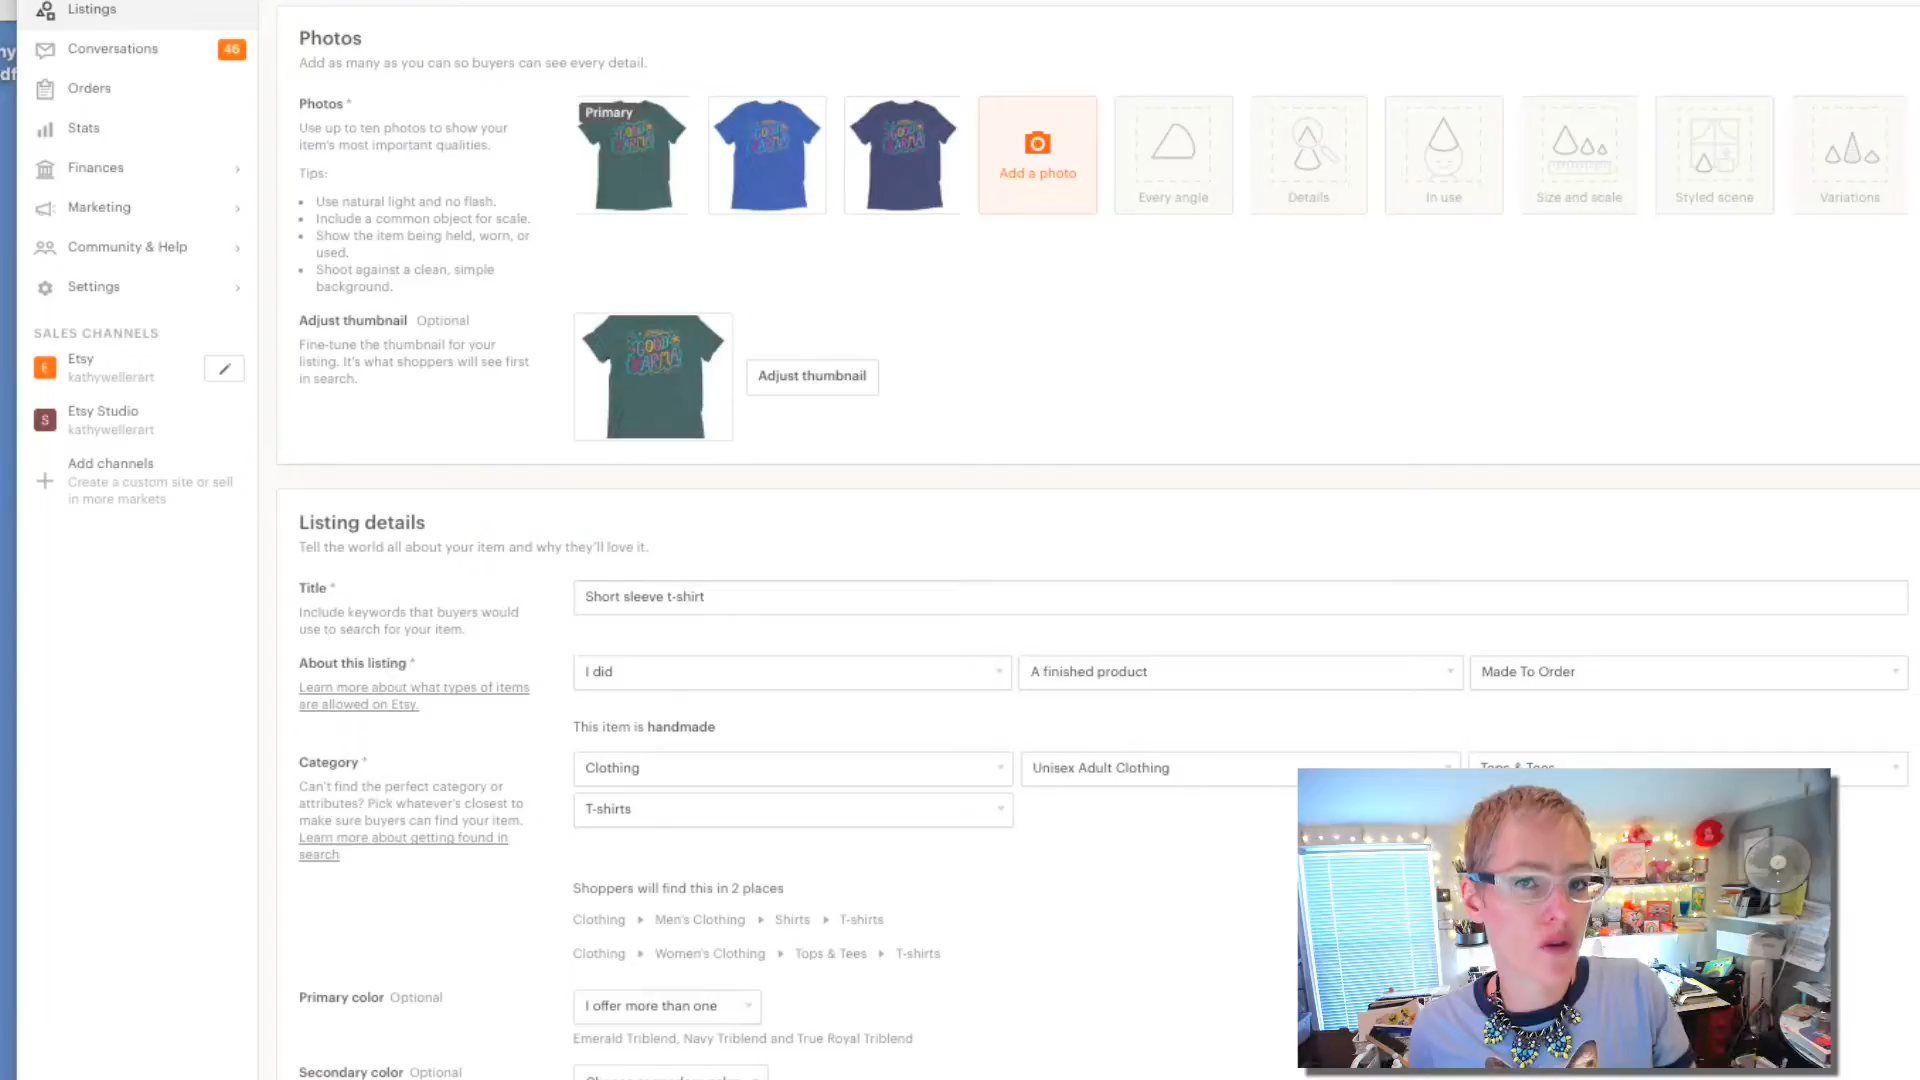 Listings
Conversations
46
Orders
Stats
Finances
Marketing
Community & Help
Settings
SALES CHANNELS
E
Etsy
kathywellerart
S
Etsy Studio
kathywellerart
Add channels
Create a custom site or sell
in more markets
Photos
Add as many as you can so buyers can see every detail.
Photos *
Use up to ten photos to show your
item's most important qualities.
Tips:
Use natural light and no flash.
Include a common object for scale.
Show the item being held, worn, or
used.
Shoot against a clean, simple
background.
Primary
GOOD
KARMA
GOOD
KARMA
GOOD
KARMA
Add a photo
Every angle
Details
In use
Size and scale
Styled scene
Variations
Adjust thumbnail Optional
Fine-tune the thumbnail for your
listing. It's what shoppers will see first
in search.
GOOD
KARMA
Adjust thumbnail
Listing details
Tell the world all about your item and why they'll love it.
Title *
Include keywords that buyers would
use to search for your item.
Short sleeve t-shirt
About this listing *
Learn more about what types of items
are allowed on Etsy.
I did
A finished product
Made To Order
This item is handmade
Category *
Can't find the perfect category or
attributes? Pick whatever's closest to
make sure buyers can find your item.
Learn more about getting found in
search
Clothing
Unisex Adult Clothing
Tops & Tees
T-shirts
Shoppers will find this in 2 places
Clothing ▸ Men's Clothing ▸ Shirts ▸ T-shirts
Clothing ▸ Women's Clothing ▸ Tops & Tees ▸ T-shirts
Primary color Optional
I offer more than one
Emerald Triblend, Navy Triblend and True Royal Triblend
Secondary color Optional